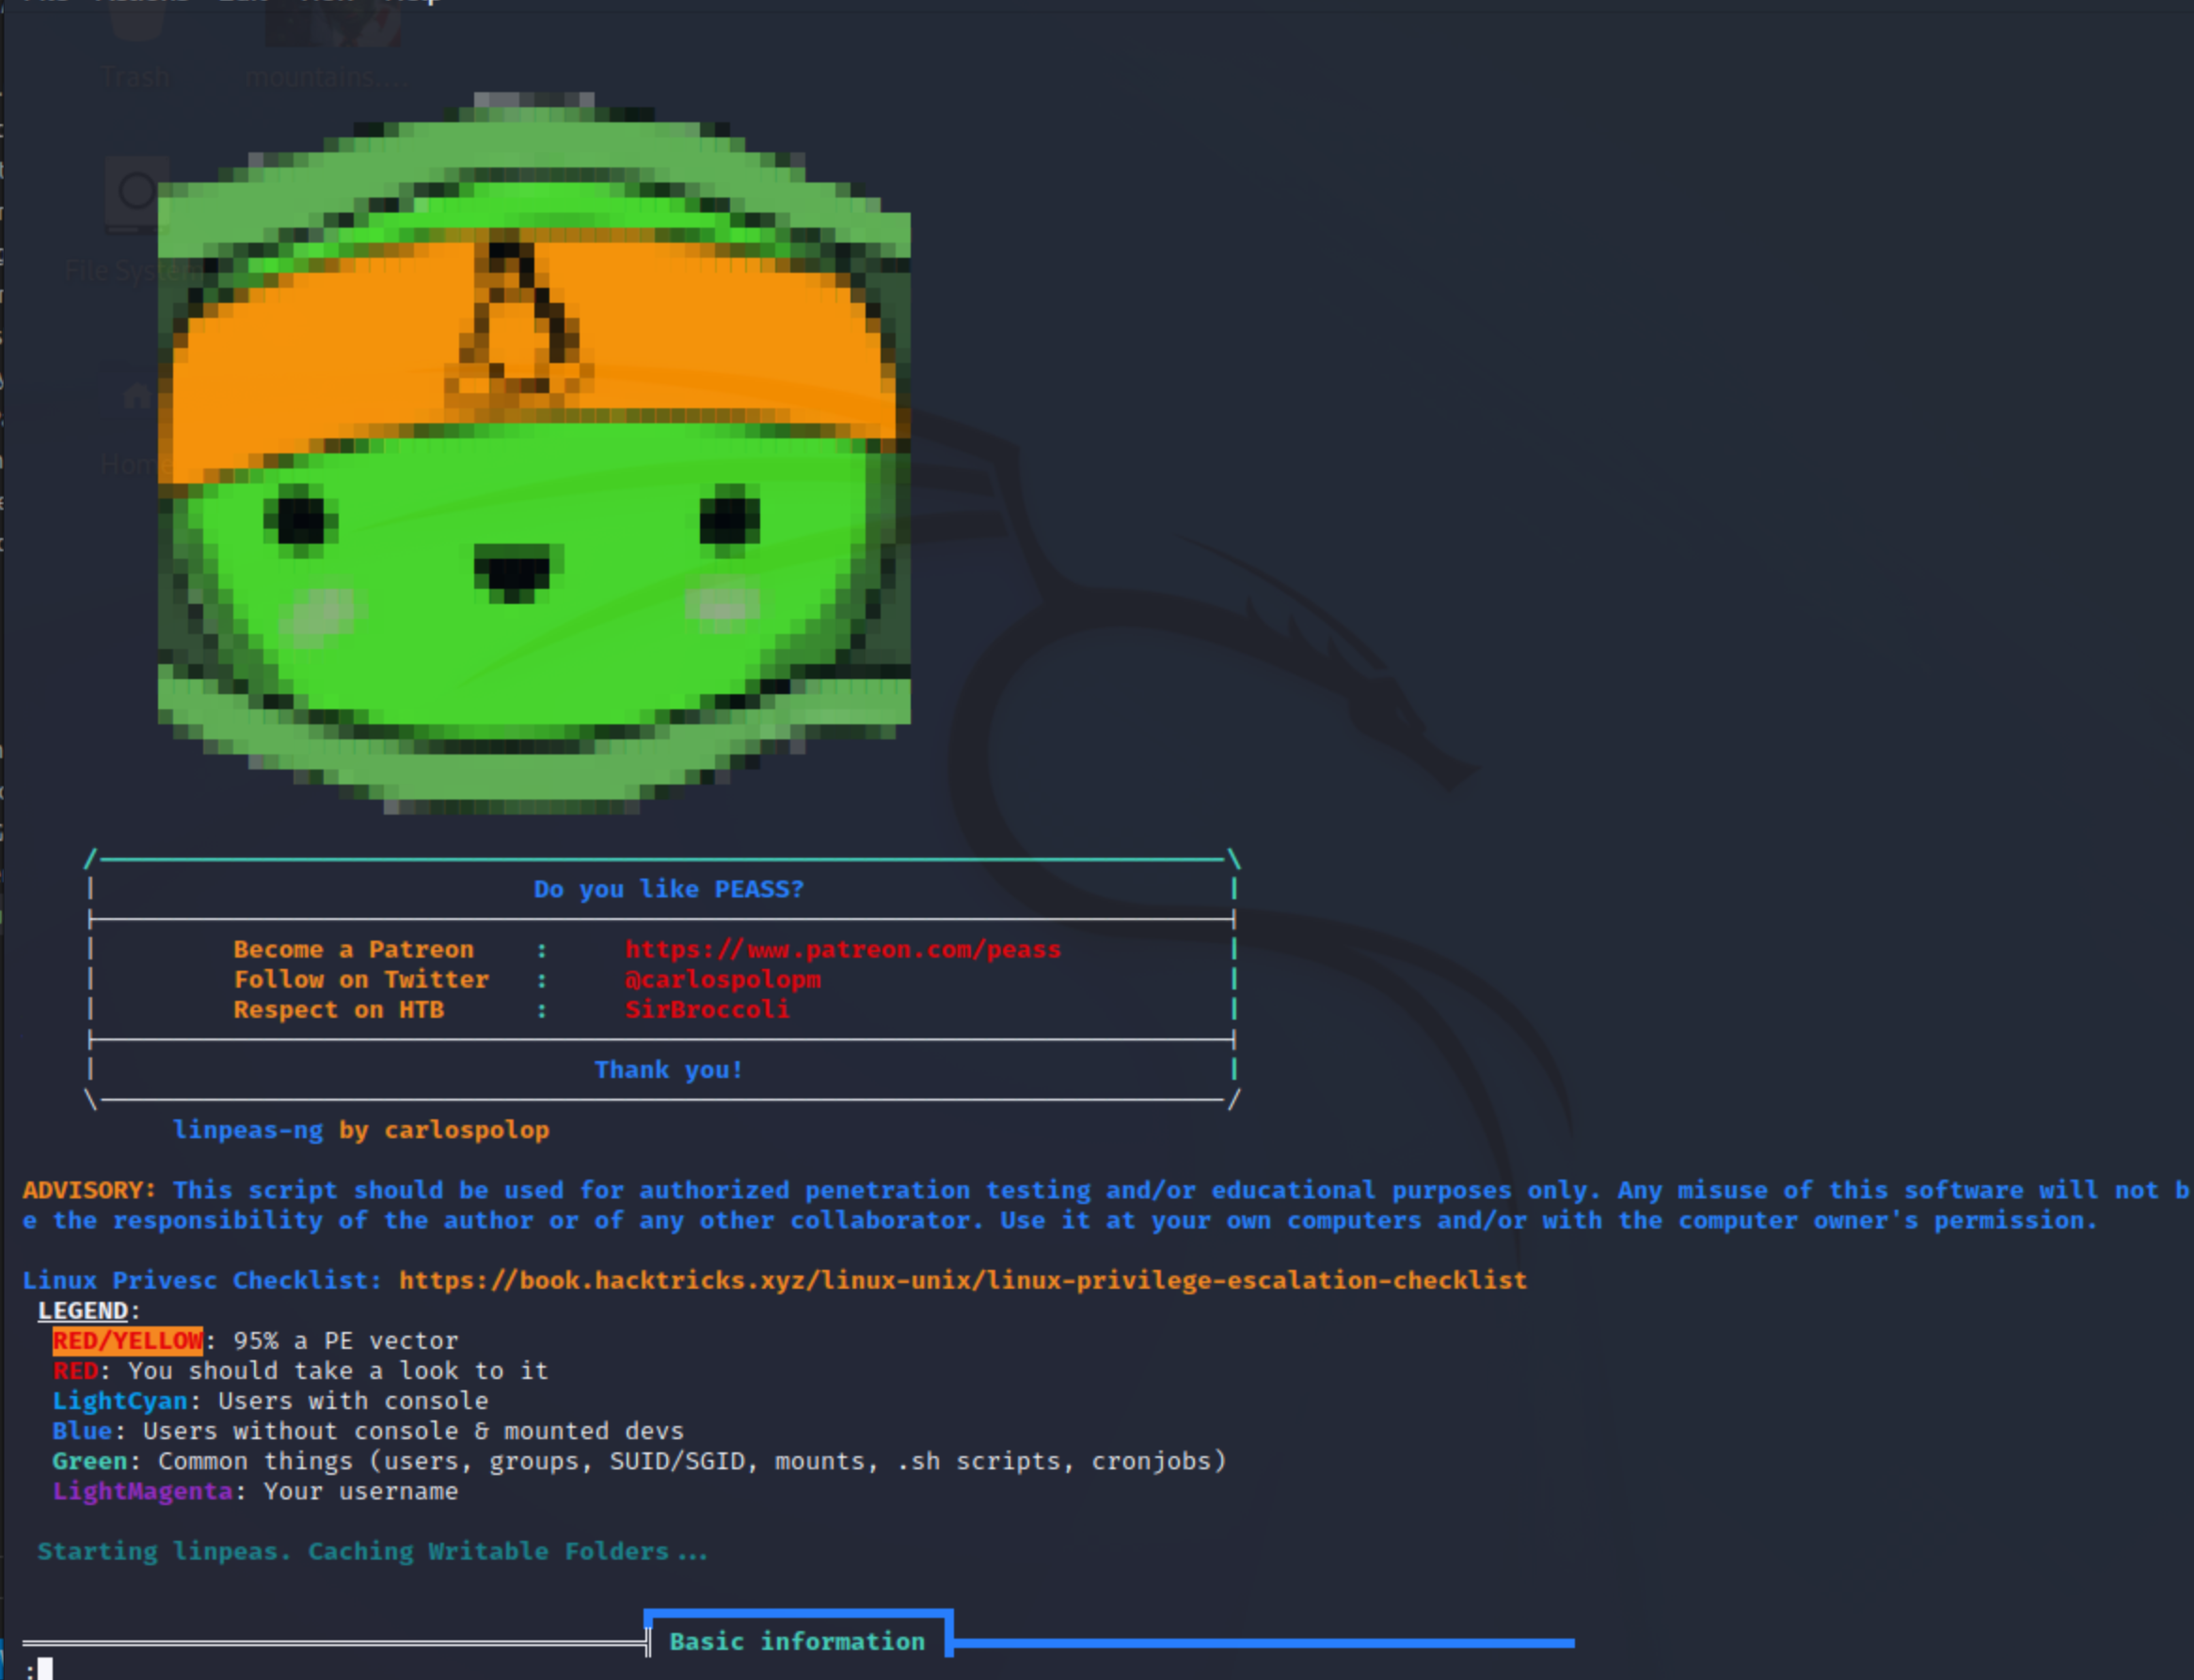 Trash
mountains....
File System
Home
Do you like PEASS?
Become a Patreon : https://www.patreon.com/peass
Follow on Twitter : @carlospolopm
Respect on HTB : SirBroccoli
Thank you!
linpeas-ng by carlospolop
ADVISORY: This script should be used for authorized penetration testing and/or educational purposes only. Any misuse of this software will not b
e the responsibility of the author or of any other collaborator. Use it at your own computers and/or with the computer owner's permission.
Linux Privesc Checklist: https://book.hacktricks.xyz/linux-unix/linux-privilege-escalation-checklist
LEGEND:
RED/YELLOW: 95% a PE vector
RED: You should take a look to it
LightCyan: Users with console
Blue: Users without console & mounted devs
Green: Common things (users, groups, SUID/SGID, mounts, .sh scripts, cronjobs)
LightMagenta: Your username
Starting linpeas. Caching Writable Folders...
Basic information
: